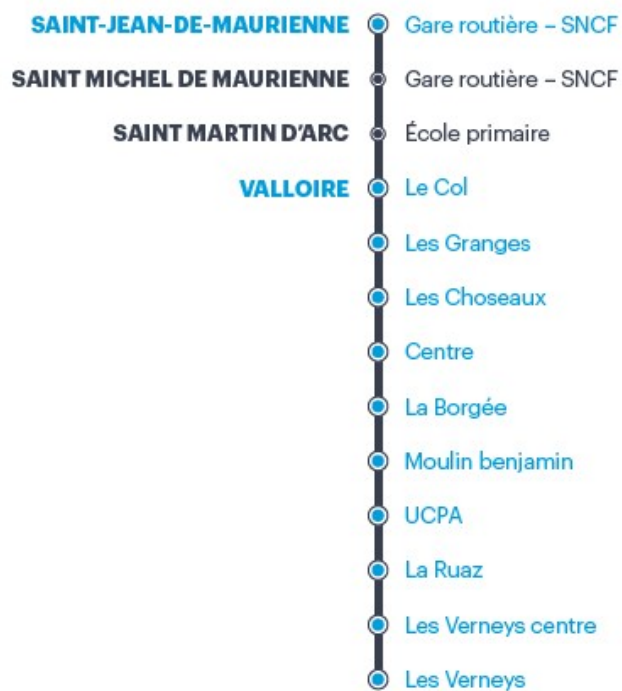 SAINT-JEAN-DE-MAURIENNE Gare routière – SNCF
SAINT MICHEL DE MAURIENNE Gare routière – SNCF
SAINT MARTIN D'ARC École primaire
VALLOIRE Le Col
Les Granges
Les Choseaux
Centre
La Borgée
Moulin benjamin
UCPA
La Ruaz
Les Verneys centre
Les Verneys